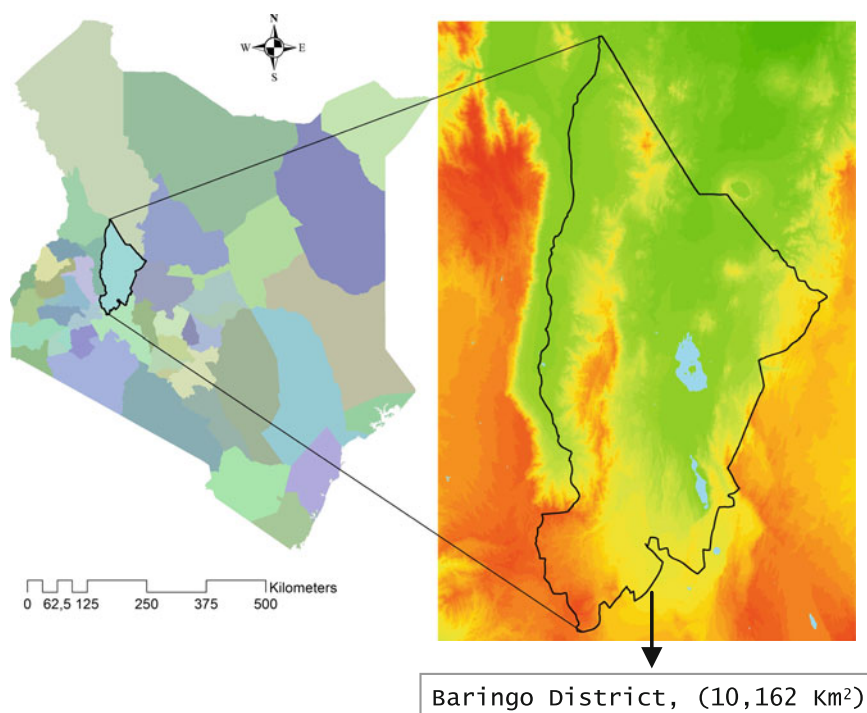 N
W E
S
Kilometers
0 62,5 125 250 375 500
Baringo District, (10,162 Km²)